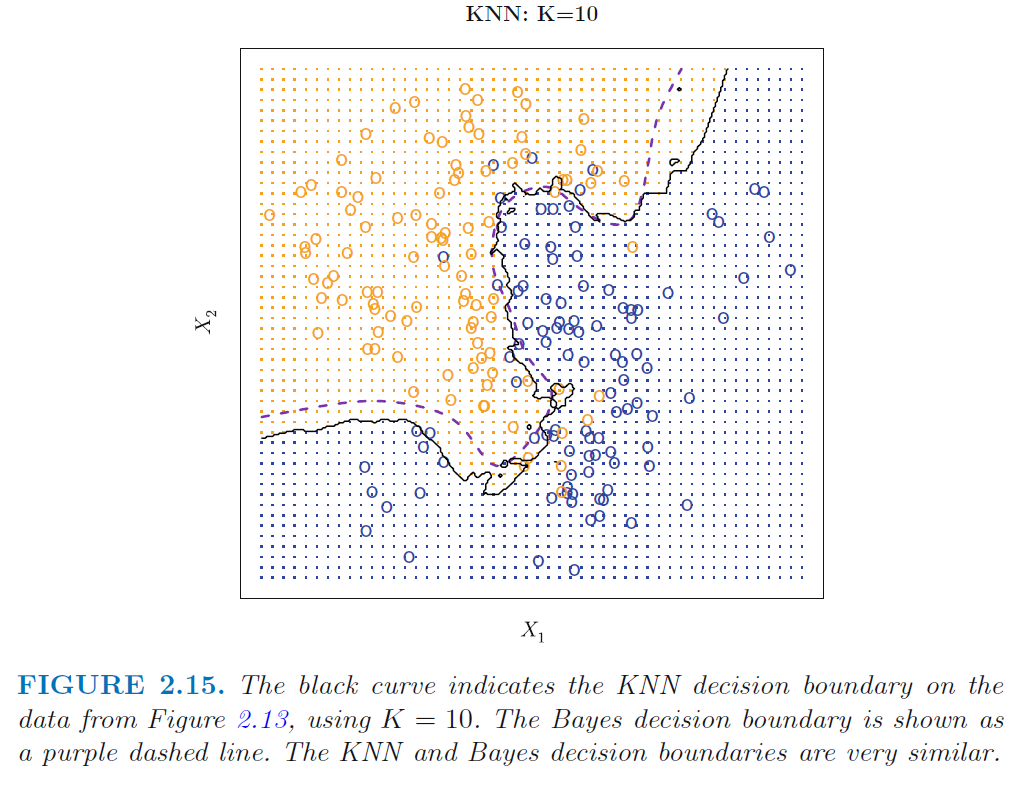 KNN: K=10
X₂
X₁
FIGURE 2.15. The black curve indicates the KNN decision boundary on the
data from Figure 2.13, using K = 10. The Bayes decision boundary is shown as
a purple dashed line. The KNN and Bayes decision boundaries are very similar.